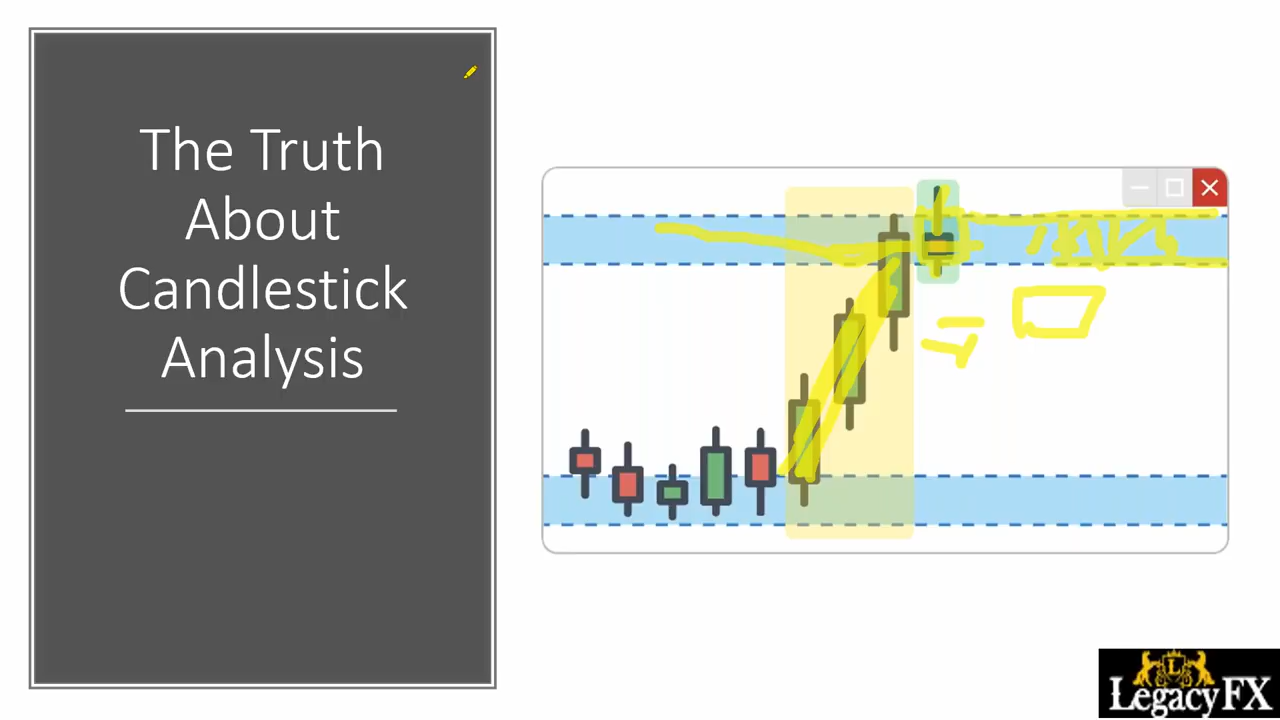 The Truth
About
Candlestick
Analysis
L
LegacyFX